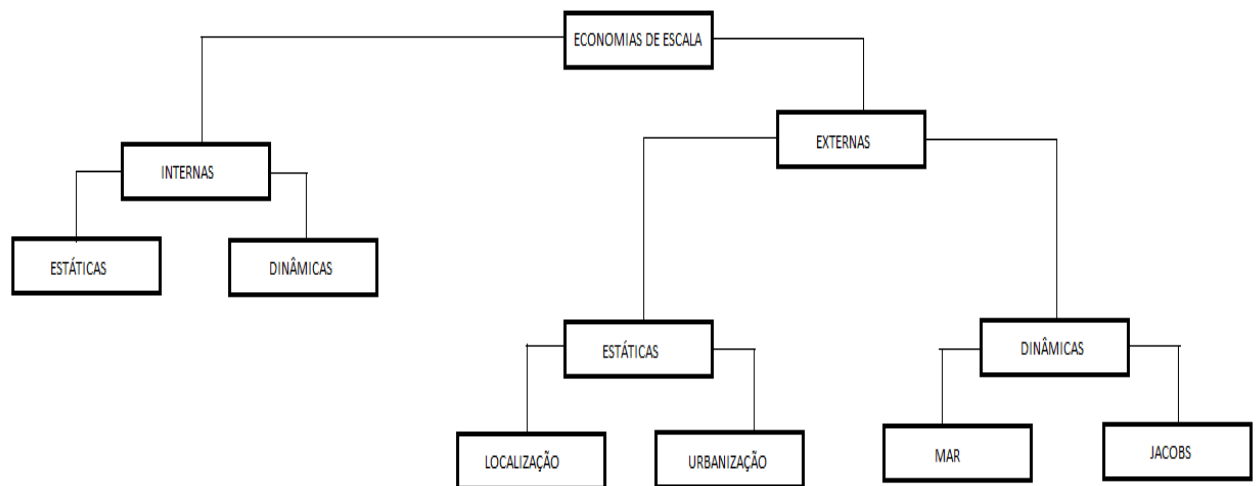 ECONOMIAS DE ESCALA
EXTERNAS
INTERNAS
ESTÁTICAS
DINÂMICAS
ESTÁTICAS
DINÂMICAS
LOCALIZAÇÃO
URBANIZAÇÃO
MAR
JACOBS